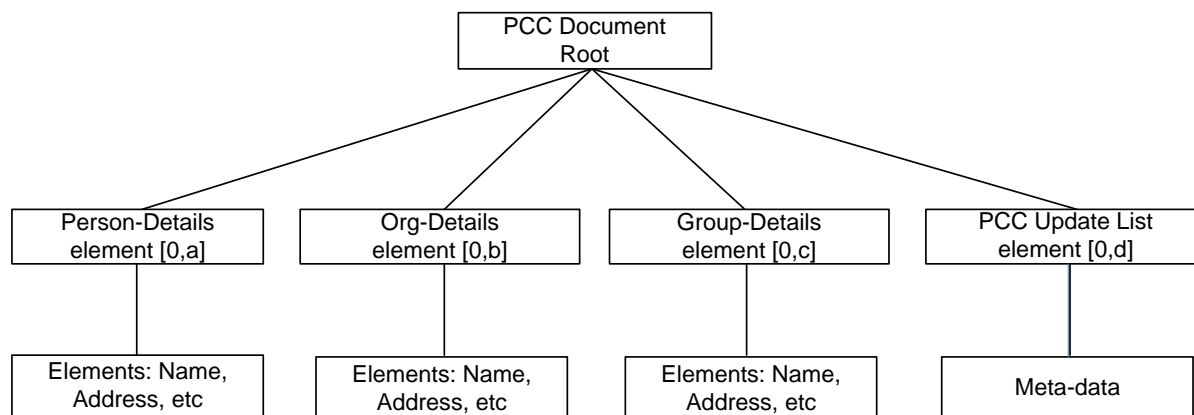 PCC Document
Root
Person-Details
element [0,a]
Org-Details
element [0,b]
Group-Details
element [0,c]
PCC Update List
element [0,d]
Elements: Name,
Address, etc
Elements: Name,
Address, etc
Elements: Name,
Address, etc
Meta-data